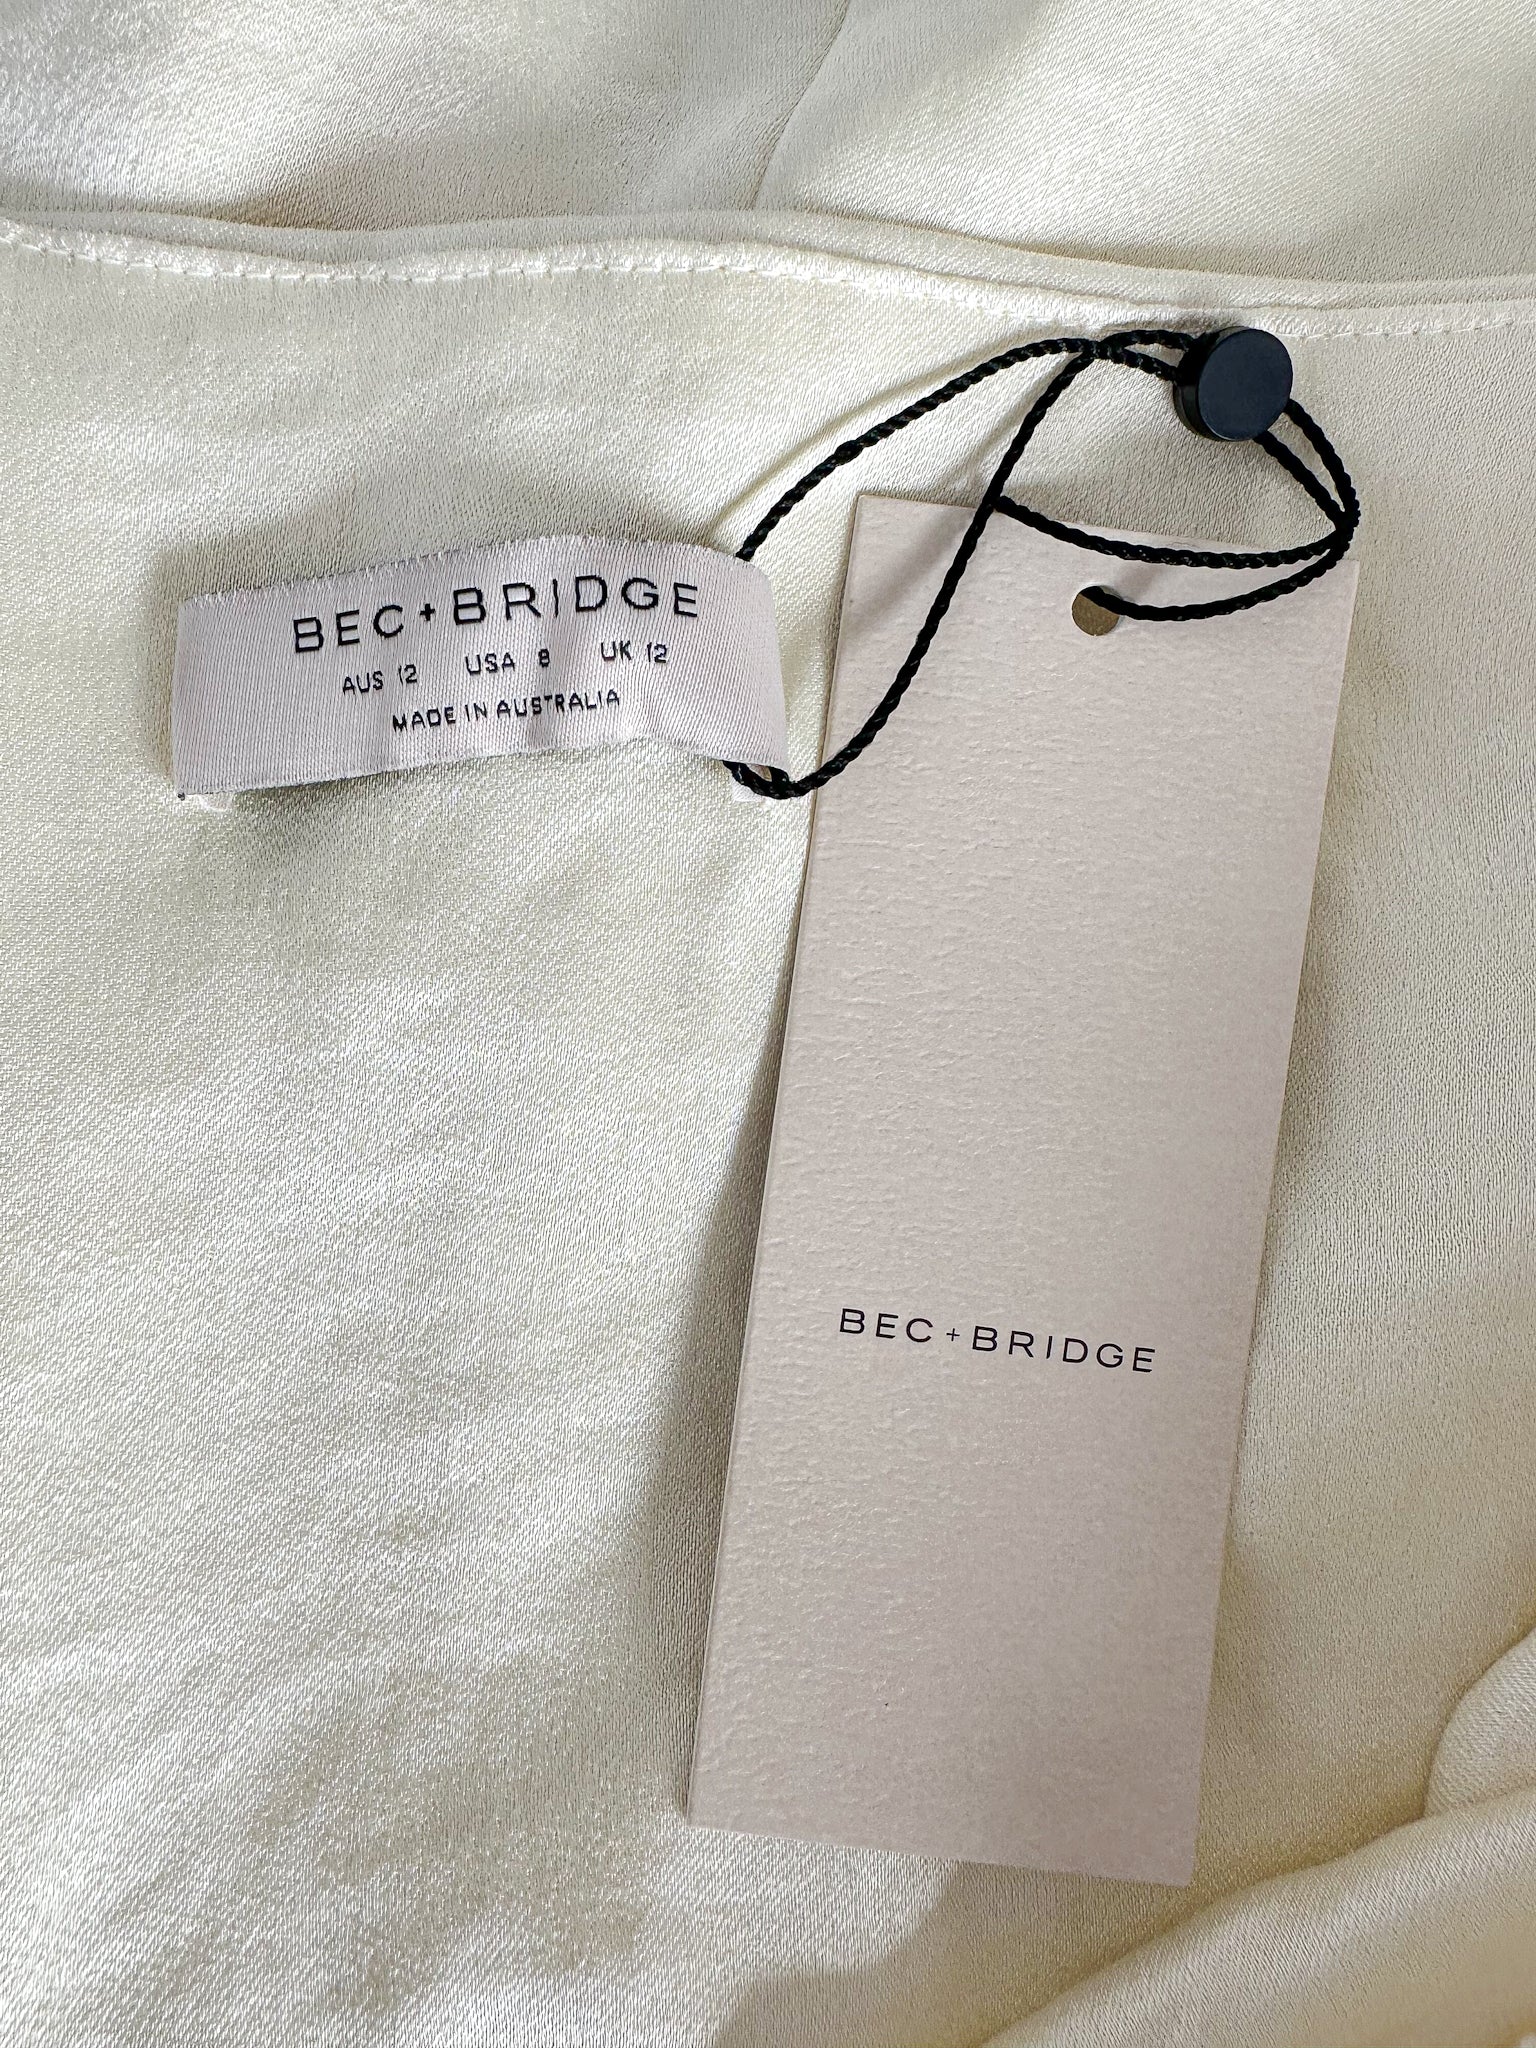 BEC+BRIDGE
AUS 12 USA 8 UK 12
MADE IN AUSTRALIA
BEC+BRIDGE